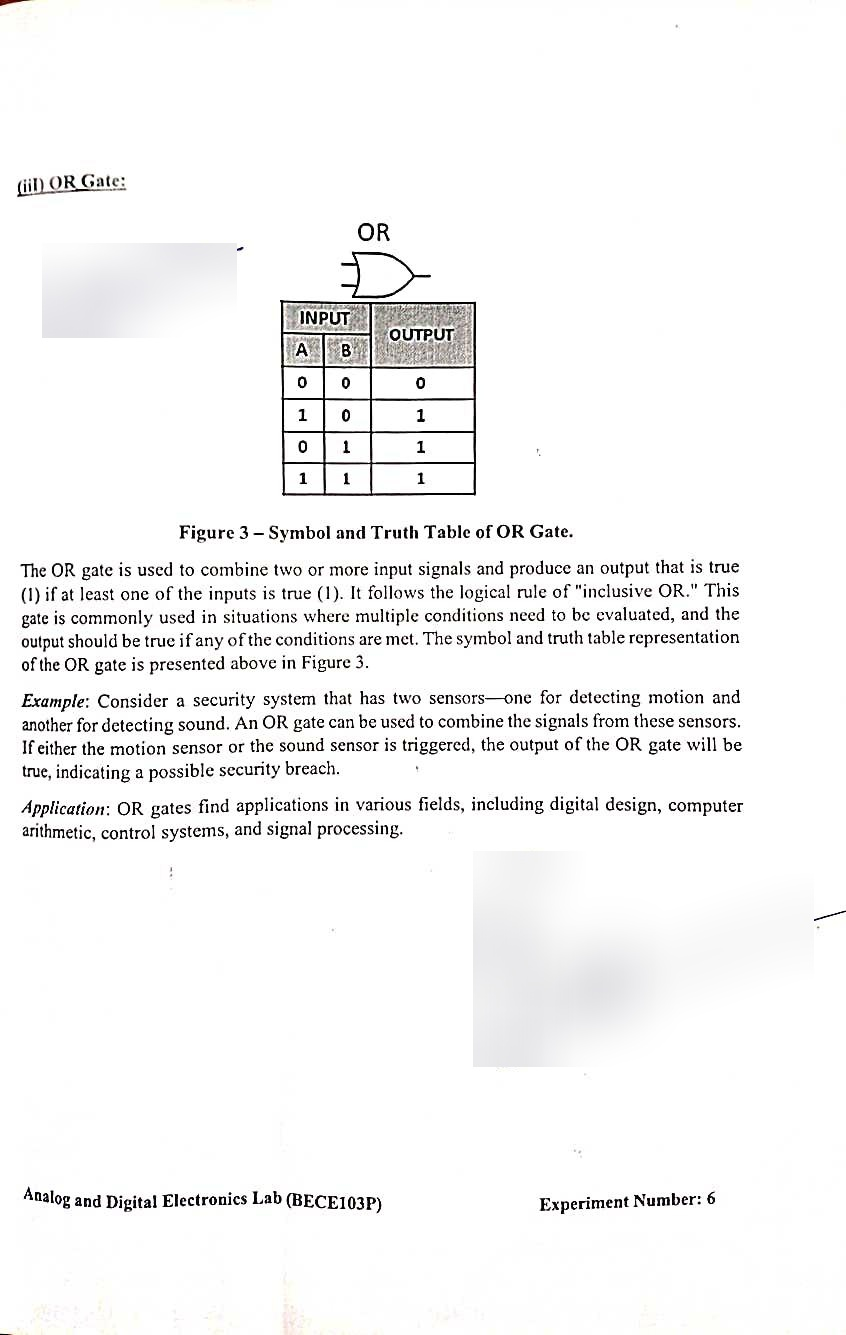 (iii) OR Gate:
OR
INPUT OUTPUT
A B
0 0 0
1 0 1
0 1 1
1 1 1
Figure 3 – Symbol and Truth Table of OR Gate.
The OR gate is used to combine two or more input signals and produce an output that is true
(1) if at least one of the inputs is true (1). It follows the logical rule of "inclusive OR." This
gate is commonly used in situations where multiple conditions need to be evaluated, and the
output should be true if any of the conditions are met. The symbol and truth table representation
of the OR gate is presented above in Figure 3.
Example: Consider a security system that has two sensors—one for detecting motion and
another for detecting sound. An OR gate can be used to combine the signals from these sensors.
If either the motion sensor or the sound sensor is triggered, the output of the OR gate will be
true, indicating a possible security breach.
Application: OR gates find applications in various fields, including digital design, computer
arithmetic, control systems, and signal processing.
Analog and Digital Electronics Lab (BECE103P) Experiment Number: 6